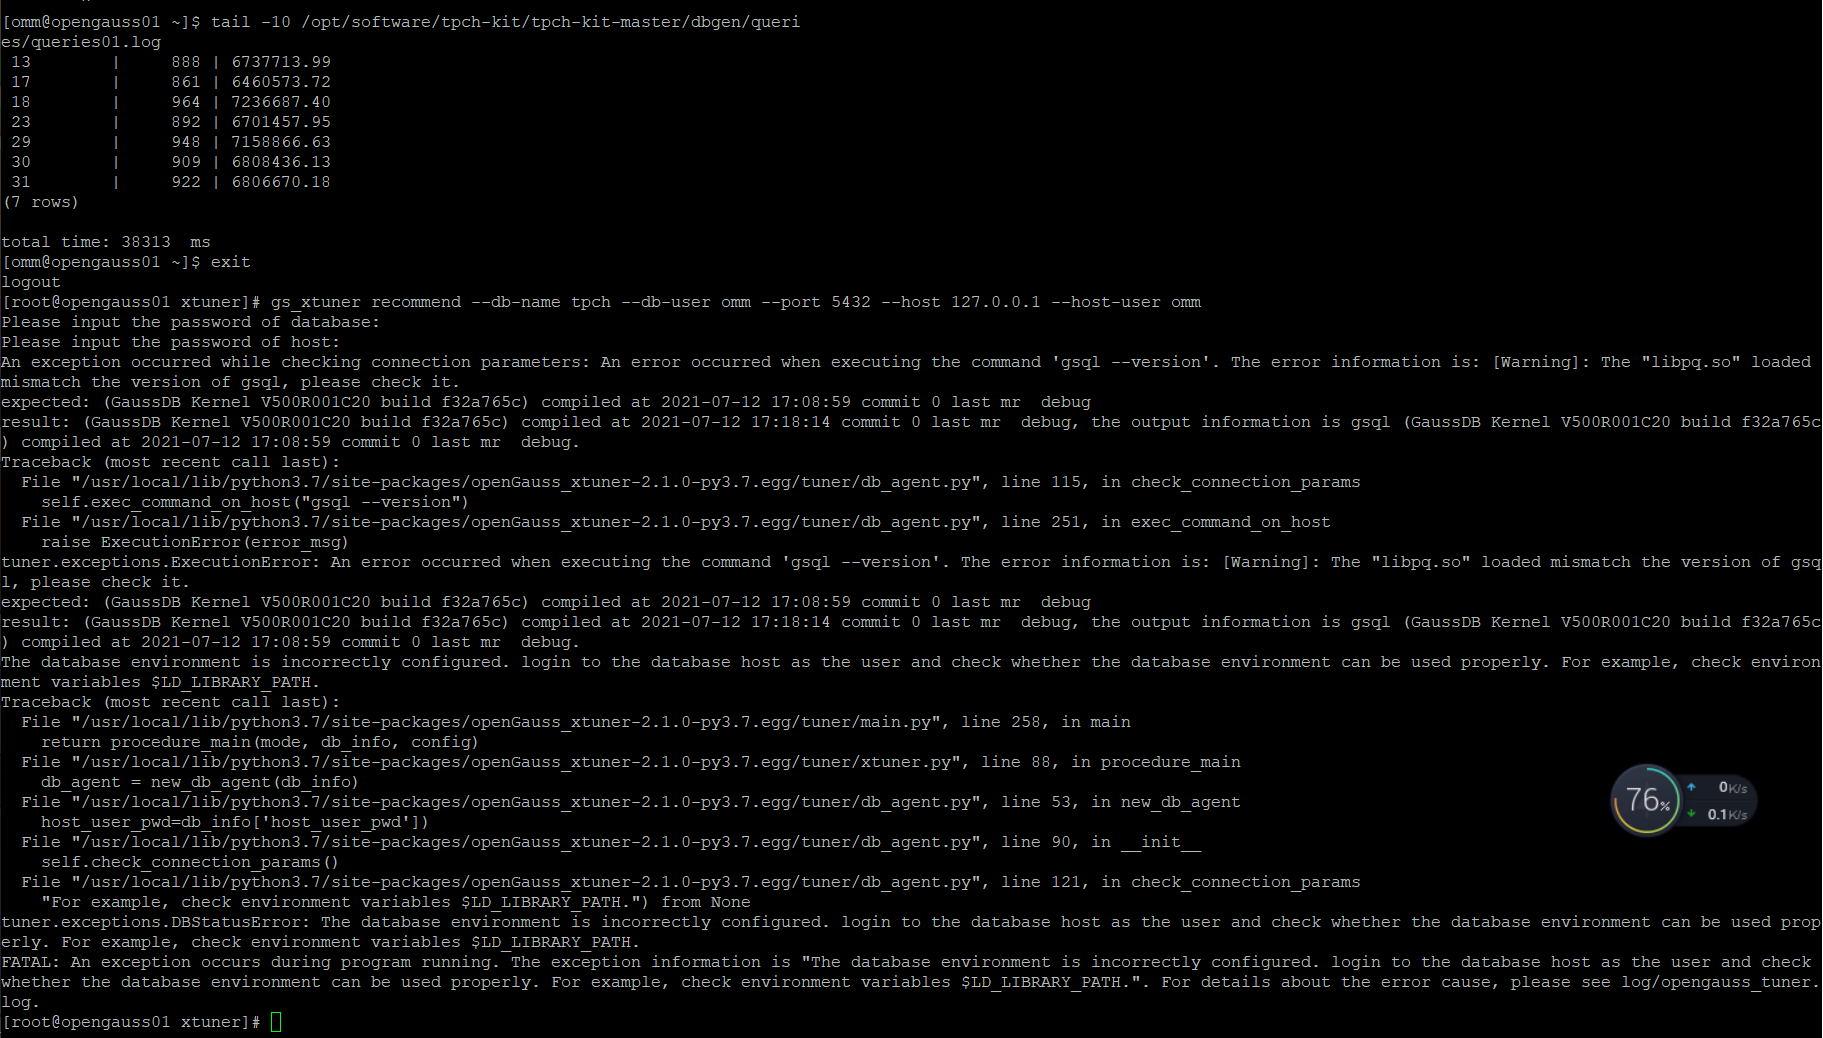 [omm@opengauss01 ~]$ tail -10 /opt/software/tpch-kit/tpch-kit-master/dbgen/queri
es/queries01.log
13 | 888 | 6737713.99
17 | 861 | 6460573.72
18 | 964 | 7236687.40
23 | 892 | 6701457.95
29 | 948 | 7158866.63
30 | 909 | 6808436.13
31 | 922 | 6806670.18
(7 rows)
total time: 38313  ms
[omm@opengauss01 ~]$ exit
logout
[root@opengauss01 xtuner]# gs_xtuner recommend --db-name tpch --db-user omm --port 5432 --host 127.0.0.1 --host-user omm
Please input the password of database:
Please input the password of host:
An exception occurred while checking connection parameters: An error occurred when executing the command 'gsql --version'. The error information is: [Warning]: The "libpq.so" loaded
mismatch the version of gsql, please check it.
expected: (GaussDB Kernel V500R001C20 build f32a765c) compiled at 2021-07-12 17:08:59 commit 0 last mr  debug
result: (GaussDB Kernel V500R001C20 build f32a765c) compiled at 2021-07-12 17:18:14 commit 0 last mr  debug, the output information is gsql (GaussDB Kernel V500R001C20 build f32a765c
) compiled at 2021-07-12 17:08:59 commit 0 last mr  debug.
Traceback (most recent call last):
  File "/usr/local/lib/python3.7/site-packages/openGauss_xtuner-2.1.0-py3.7.egg/tuner/db_agent.py", line 115, in check_connection_params
    self.exec_command_on_host("gsql --version")
  File "/usr/local/lib/python3.7/site-packages/openGauss_xtuner-2.1.0-py3.7.egg/tuner/db_agent.py", line 251, in exec_command_on_host
    raise ExecutionError(error_msg)
tuner.exceptions.ExecutionError: An error occurred when executing the command 'gsql --version'. The error information is: [Warning]: The "libpq.so" loaded mismatch the version of gsq
l, please check it.
expected: (GaussDB Kernel V500R001C20 build f32a765c) compiled at 2021-07-12 17:08:59 commit 0 last mr  debug
result: (GaussDB Kernel V500R001C20 build f32a765c) compiled at 2021-07-12 17:18:14 commit 0 last mr  debug, the output information is gsql (GaussDB Kernel V500R001C20 build f32a765c
) compiled at 2021-07-12 17:08:59 commit 0 last mr  debug.
The database environment is incorrectly configured. login to the database host as the user and check whether the database environment can be used properly. For example, check environ
ment variables $LD_LIBRARY_PATH.
Traceback (most recent call last):
  File "/usr/local/lib/python3.7/site-packages/openGauss_xtuner-2.1.0-py3.7.egg/tuner/main.py", line 258, in main
    return procedure_main(mode, db_info, config)
  File "/usr/local/lib/python3.7/site-packages/openGauss_xtuner-2.1.0-py3.7.egg/tuner/xtuner.py", line 88, in procedure_main
    db_agent = new_db_agent(db_info)
  File "/usr/local/lib/python3.7/site-packages/openGauss_xtuner-2.1.0-py3.7.egg/tuner/db_agent.py", line 53, in new_db_agent
    host_user_pwd=db_info['host_user_pwd'])
  File "/usr/local/lib/python3.7/site-packages/openGauss_xtuner-2.1.0-py3.7.egg/tuner/db_agent.py", line 90, in __init__
    self.check_connection_params()
  File "/usr/local/lib/python3.7/site-packages/openGauss_xtuner-2.1.0-py3.7.egg/tuner/db_agent.py", line 121, in check_connection_params
    "For example, check environment variables $LD_LIBRARY_PATH.") from None
tuner.exceptions.DBStatusError: The database environment is incorrectly configured. login to the database host as the user and check whether the database environment can be used prop
erly. For example, check environment variables $LD_LIBRARY_PATH.
FATAL: An exception occurs during program running. The exception information is "The database environment is incorrectly configured. login to the database host as the user and check
whether the database environment can be used properly. For example, check environment variables $LD_LIBRARY_PATH.". For details about the error cause, please see log/opengauss_tuner.
log.
[root@opengauss01 xtuner]#
76%
0K/s
0.1K/s